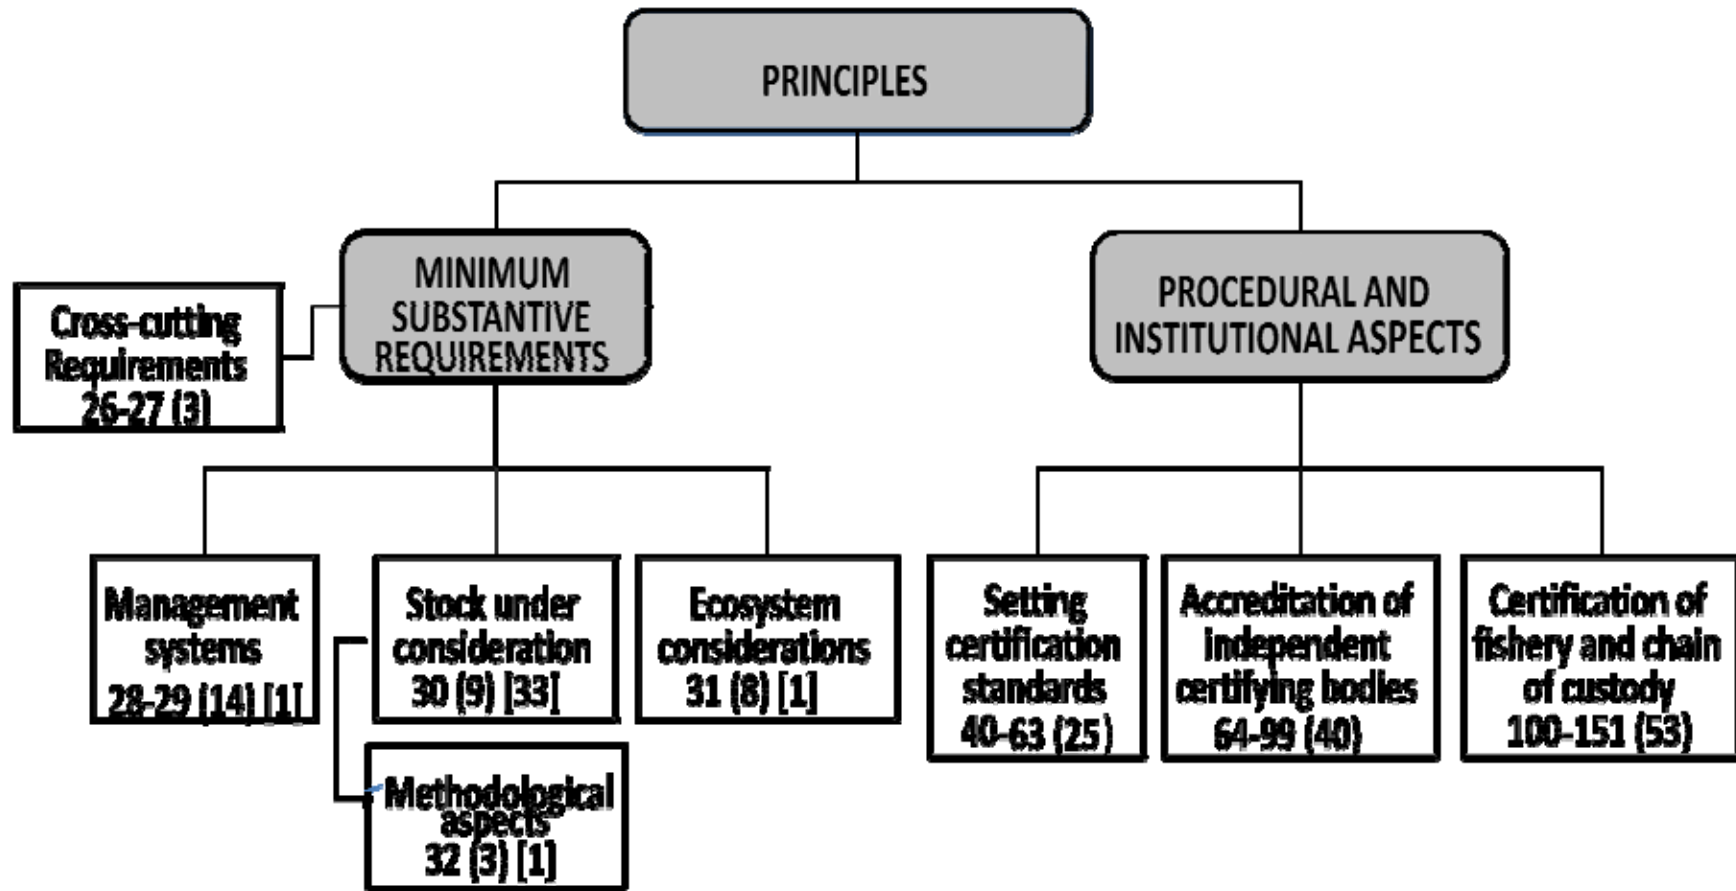 PRINCIPLES
MINIMUM
SUBSTANTIVE
REQUIREMENTS
PROCEDURAL AND
INSTITUTIONAL ASPECTS
Cross-cutting
Requirements
26-27 (3)
Management
systems
28-29 (14) [1]
Stock under
consideration
30 (9) [33[
Ecosystem
considerations
31 (8) [1]
Setting
certification
standards
40-63 (25)
Accreditation of
independent
certifying bodies
64-99 (40)
Certification of
fishery and chain
of custody
100-151 (53)
Methodological
aspects
32 (3) [1]